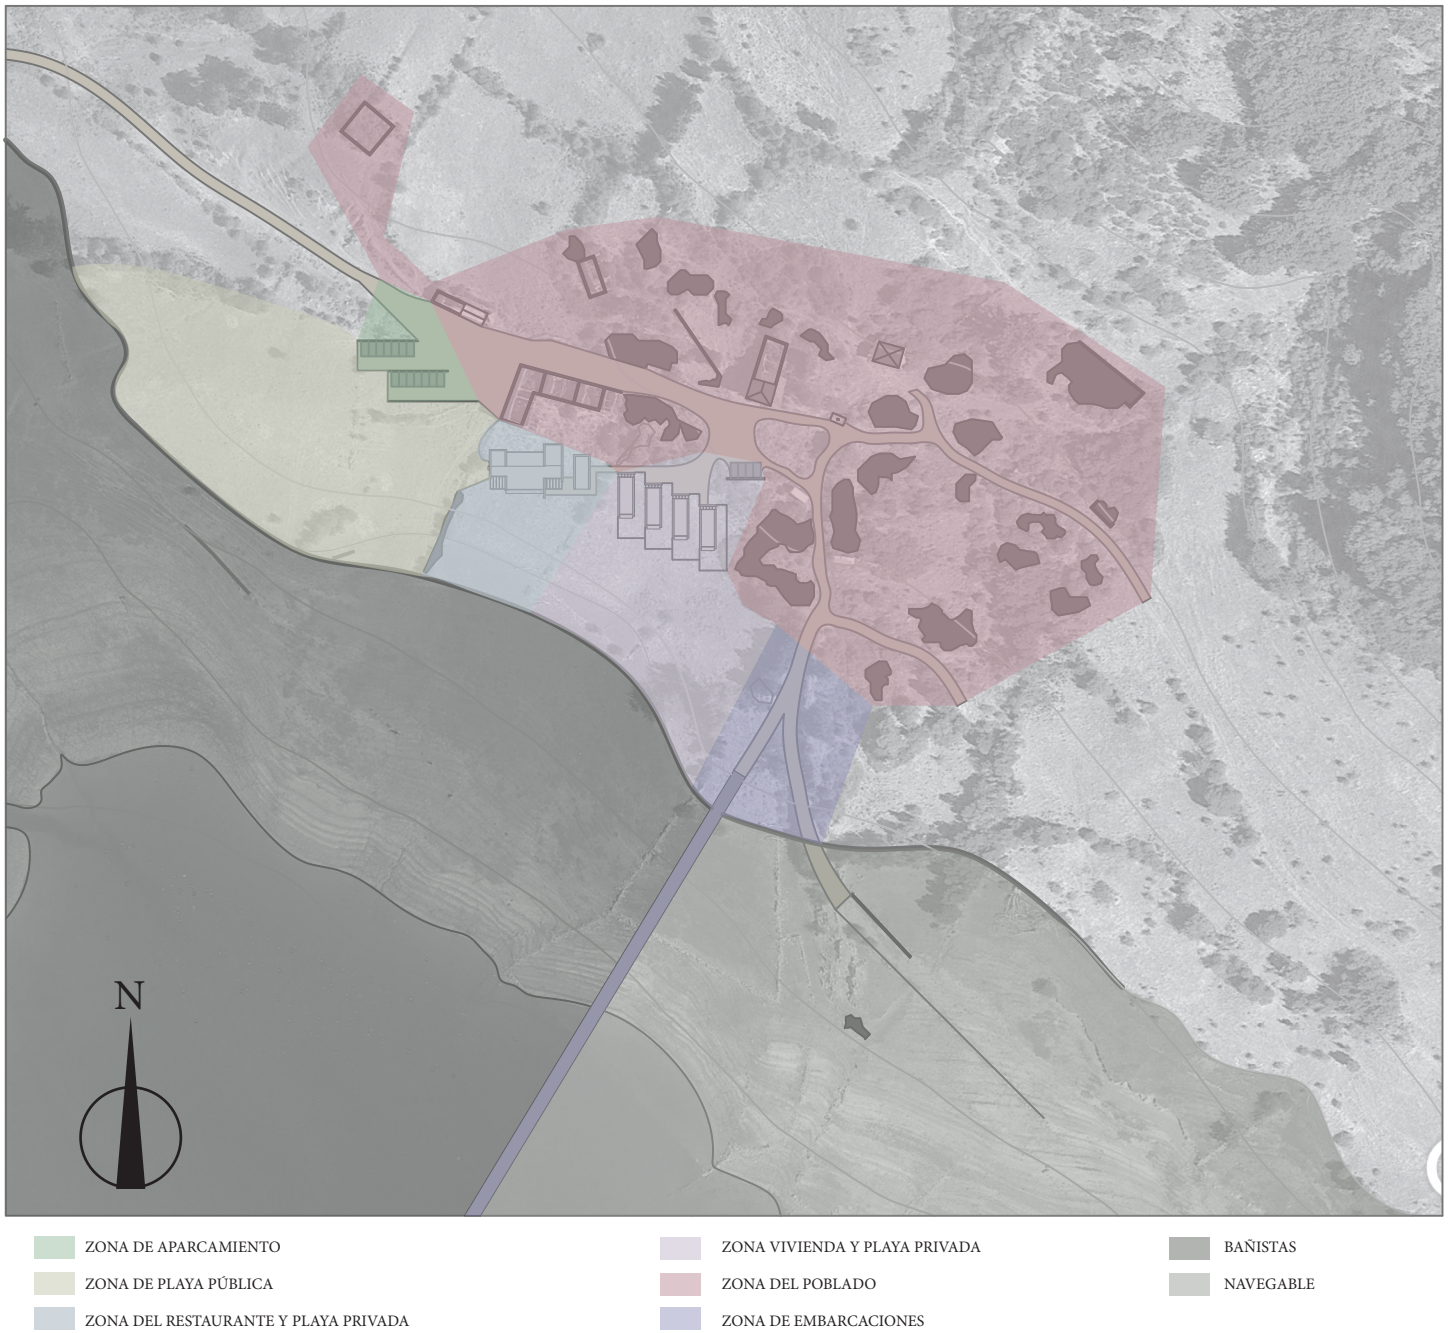 N
ZONA DE APARCAMIENTO
ZONA DE PLAYA PÚBLICA
ZONA DEL RESTAURANTE Y PLAYA PRIVADA
ZONA VIVIENDA Y PLAYA PRIVADA
ZONA DEL POBLADO
ZONA DE EMBARCACIONES
BAÑISTAS
NAVEGABLE